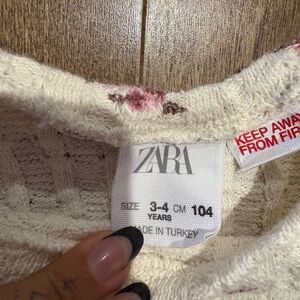 ZARA
SIZE 3-4 CM 104
YEARS
MADE IN TURKEY
KEEP AWAY
FROM FIRE